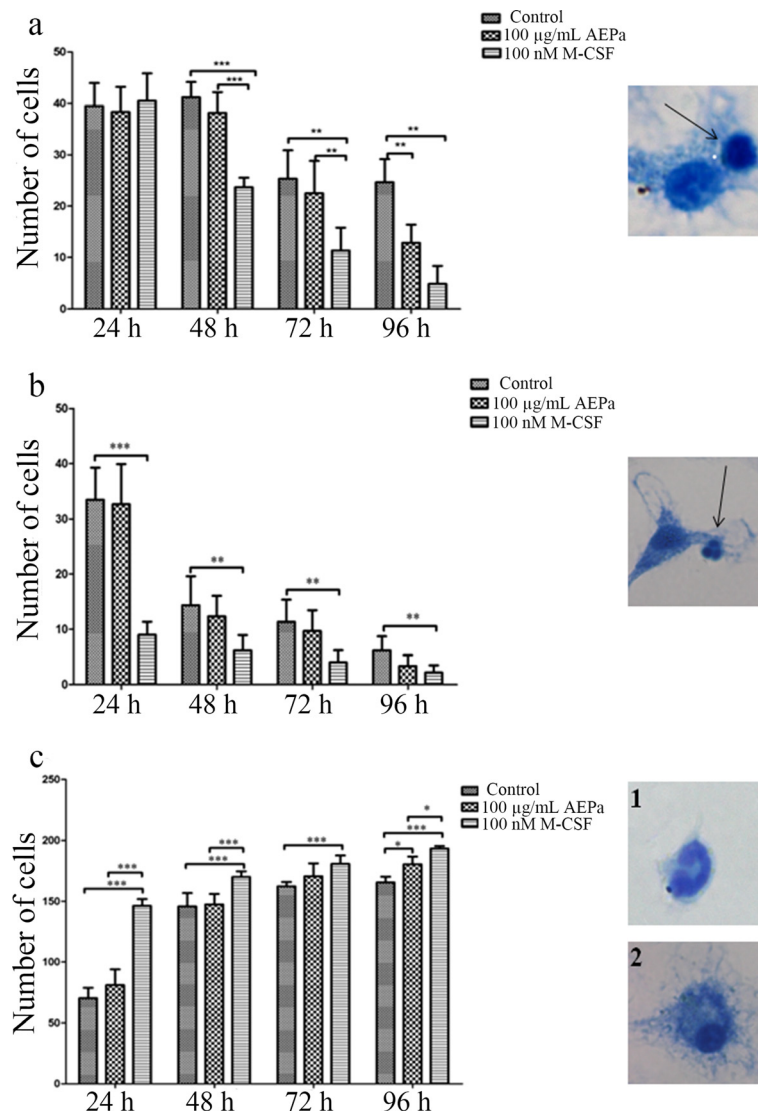 a
Control
100 µg/mL AEPa
100 nM M-CSF
Number of cells
50
40
30
20
10
0
***
***
**
**
**
**
24 h 48 h 72 h 96 h
b
Control
100 µg/mL AEPa
100 nM M-CSF
Number of cells
50
40
30
20
10
0
***
**
**
**
24 h 48 h 72 h 96 h
c
Control
100 µg/mL AEPa
100 nM M-CSF
Number of cells
250
200
150
100
50
0
***
***
***
***
***
*
***
*
24 h 48 h 72 h 96 h
1
2